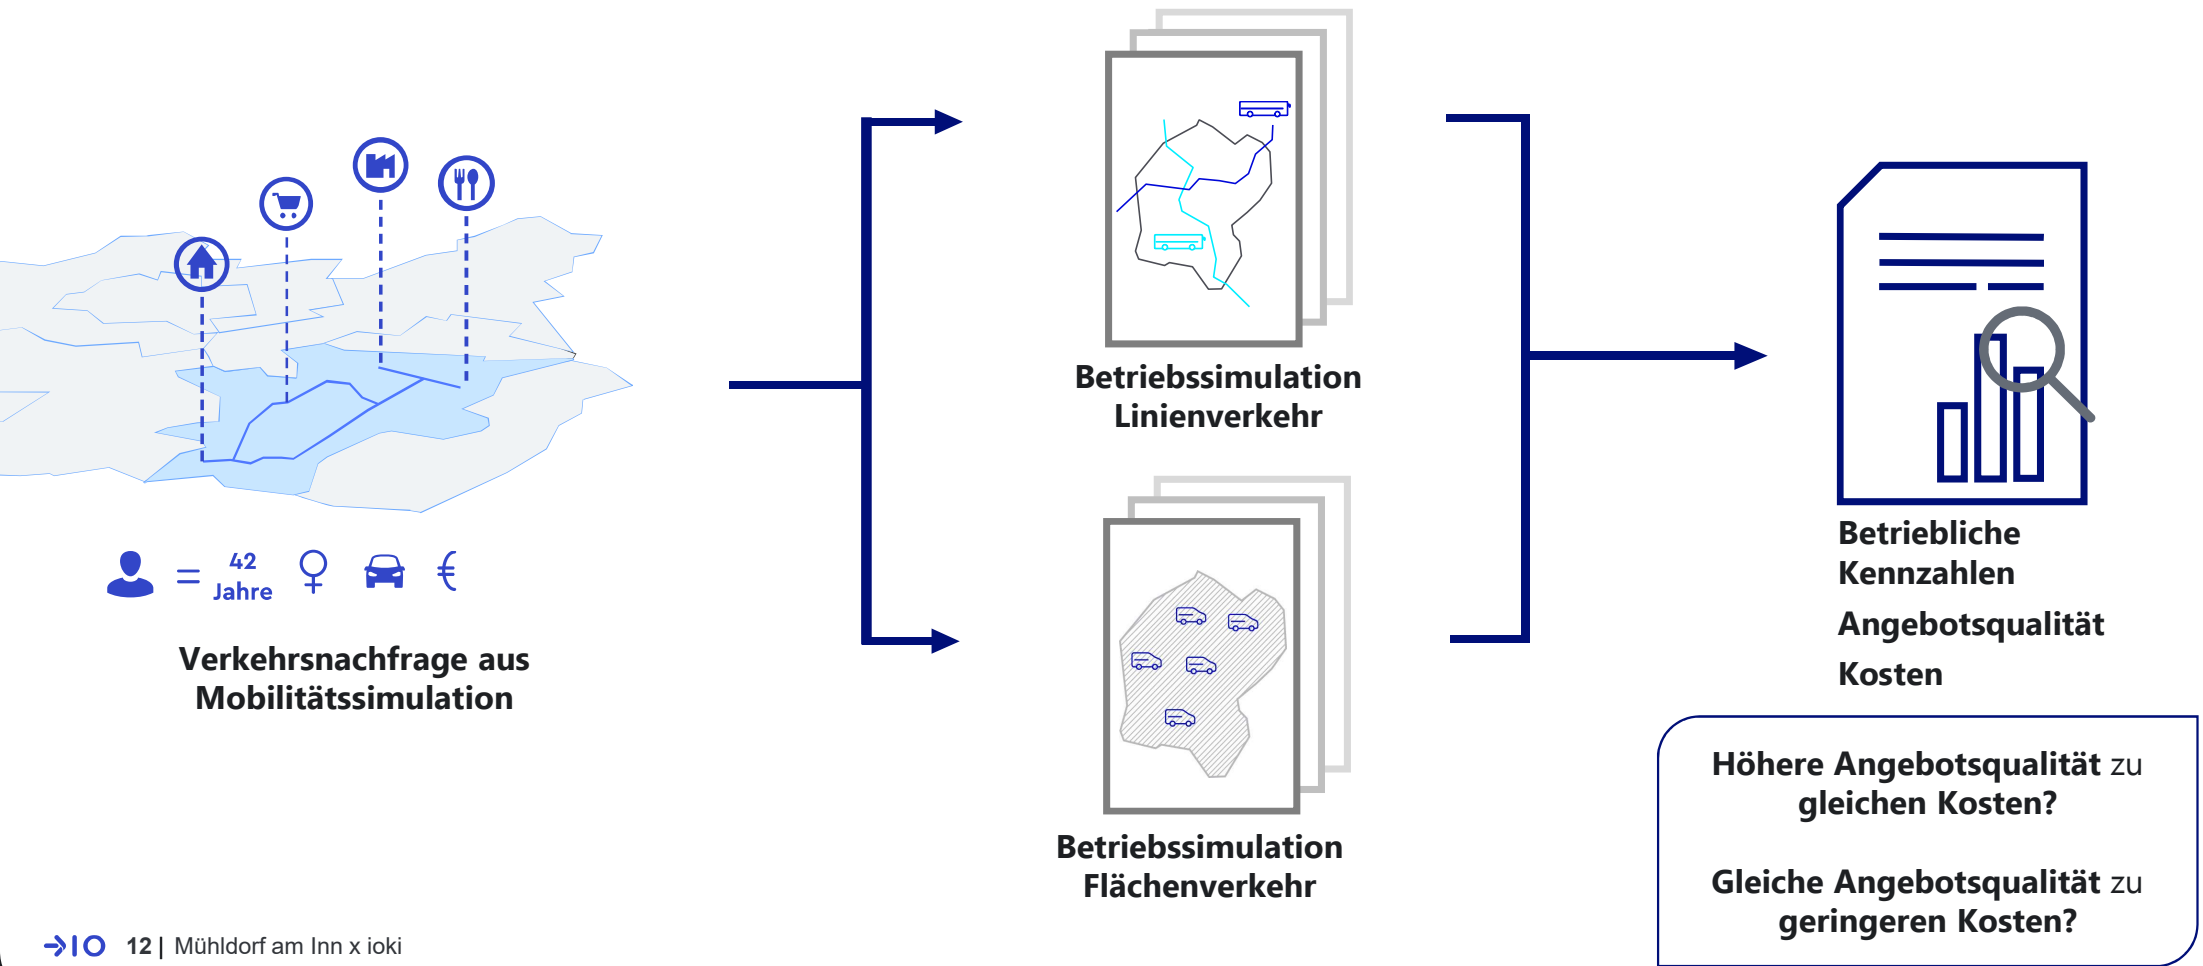 42
Jahre
Verkehrsnachfrage aus
Mobilitätssimulation
Betriebssimulation
Linienverkehr
Betriebssimulation
Flächenverkehr
Betriebliche
Kennzahlen
Angebotsqualität
Kosten
Höhere Angebotsqualität zu
gleichen Kosten?
Gleiche Angebotsqualität zu
geringeren Kosten?
12 | Mühldorf am Inn x ioki